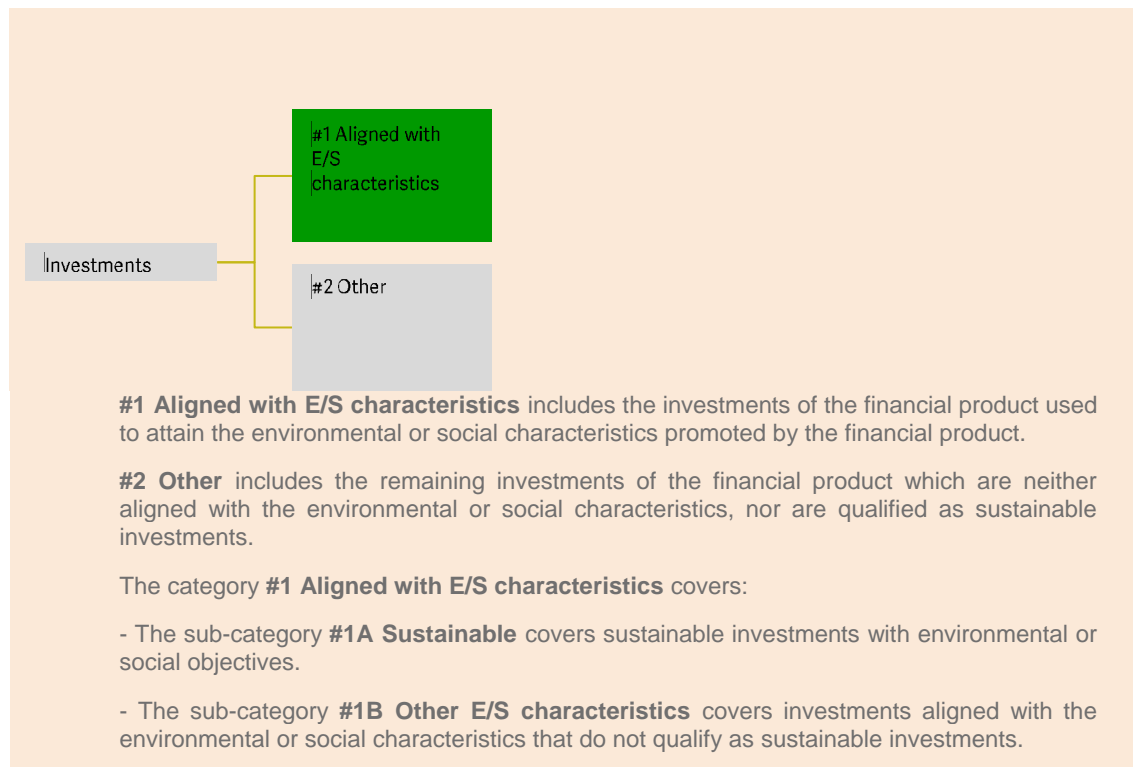 #1 Aligned with
E/S
characteristics
Investments
#2 Other
#1 Aligned with E/S characteristics includes the investments of the financial product used
to attain the environmental or social characteristics promoted by the financial product.
#2 Other includes the remaining investments of the financial product which are neither
aligned with the environmental or social characteristics, nor are qualified as sustainable
investments.
The category #1 Aligned with E/S characteristics covers:
- The sub-category #1A Sustainable covers sustainable investments with environmental or
social objectives.
- The sub-category #1B Other E/S characteristics covers investments aligned with the
environmental or social characteristics that do not qualify as sustainable investments.